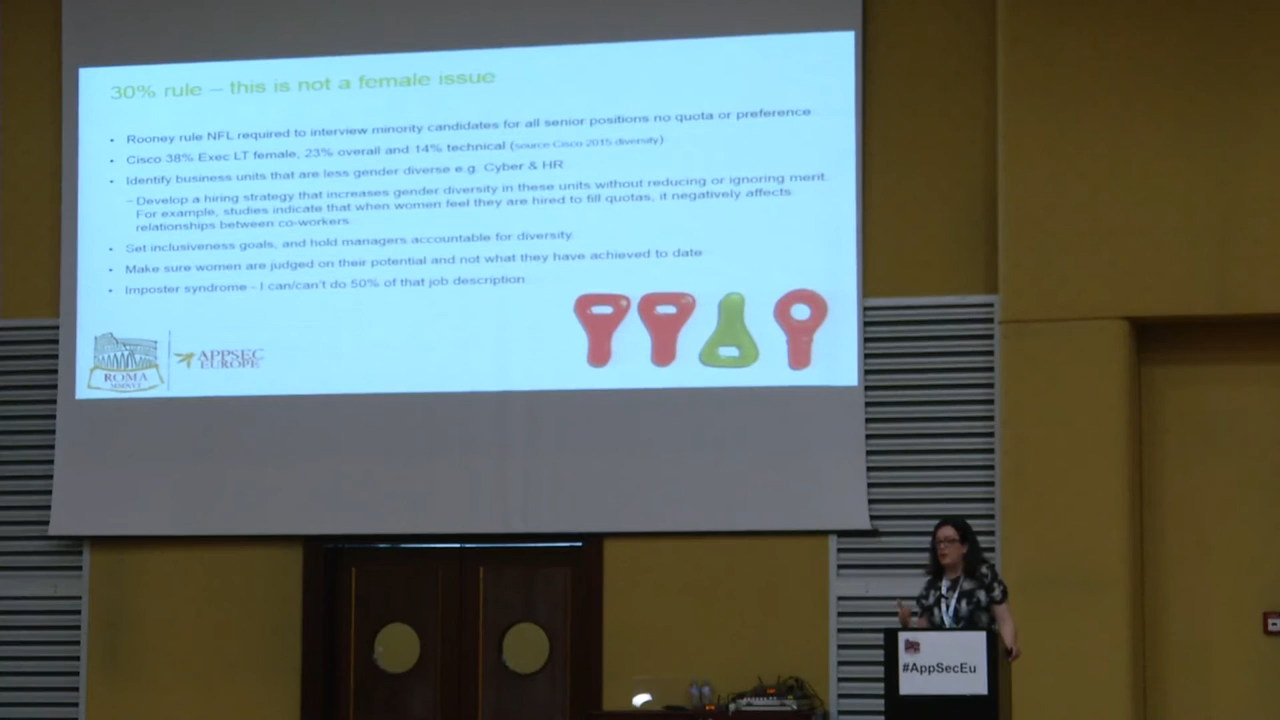 30% rule – this is not a female issue
• Rooney rule NFL required to interview minority candidates for all senior positions no quota or preference
• Cisco 38% Exec LT female, 23% overall and 14% technical (source Cisco 2015 diversity)
• Identify business units that are less gender diverse e.g. Cyber & HR
– Develop a hiring strategy that increases gender diversity in these units without reducing or ignoring merit.
For example, studies indicate that when women feel they are hired to fill quotas, it negatively affects
relationships between co-workers.
• Set inclusiveness goals, and hold managers accountable for diversity.
• Make sure women are judged on their potential and not what they have achieved to date
• Imposter syndrome – I can/can't do 50% of that job description
ROMA
APPSEC
EUROPE
#AppSecEu